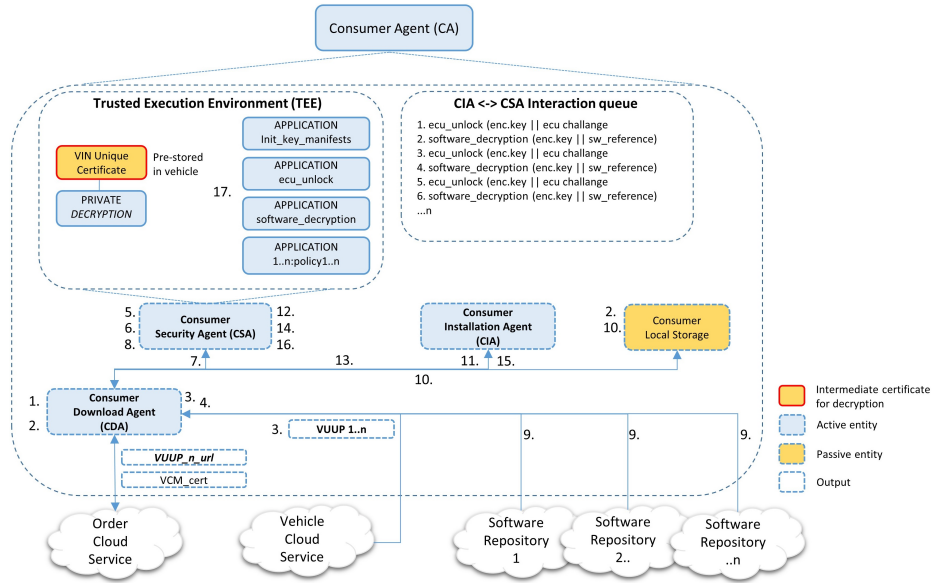 Consumer Agent (CA)
Trusted Execution Environment (TEE)
VIN Unique
Certificate
Pre-stored
in vehicle
PRIVATE
DECRYPTION
17.
APPLICATION
Init_key_manifests
APPLICATION
ecu_unlock
APPLICATION
software_decryption
APPLICATION
1..n:policy1..n
CIA <-> CSA Interaction queue
1. ecu_unlock (enc.key || ecu challange
2. software_decryption (enc.key || sw_reference)
3. ecu_unlock (enc.key || ecu challange
4. software_decryption (enc.key || sw_reference)
5. ecu_unlock (enc.key || ecu challange
6. software_decryption (enc.key || sw_reference)
...n
5.
6.
8.
Consumer
Security Agent (CSA)
12.
14.
16.
Consumer
Installation Agent
(CIA)
2.
10.
Consumer
Local Storage
7.
13.
11.
15.
10.
1.
2.
Consumer
Download Agent
(CDA)
3.
4.
3.
VUUP 1..n
9.
9.
9.
VUUP_n_url
VCM_cert
Intermediate certificate
for decryption
Active entity
Passive entity
Output
Order
Cloud
Service
Vehicle
Cloud
Service
Software
Repository
1
Software
Repository
2..
Software
Repository
..n